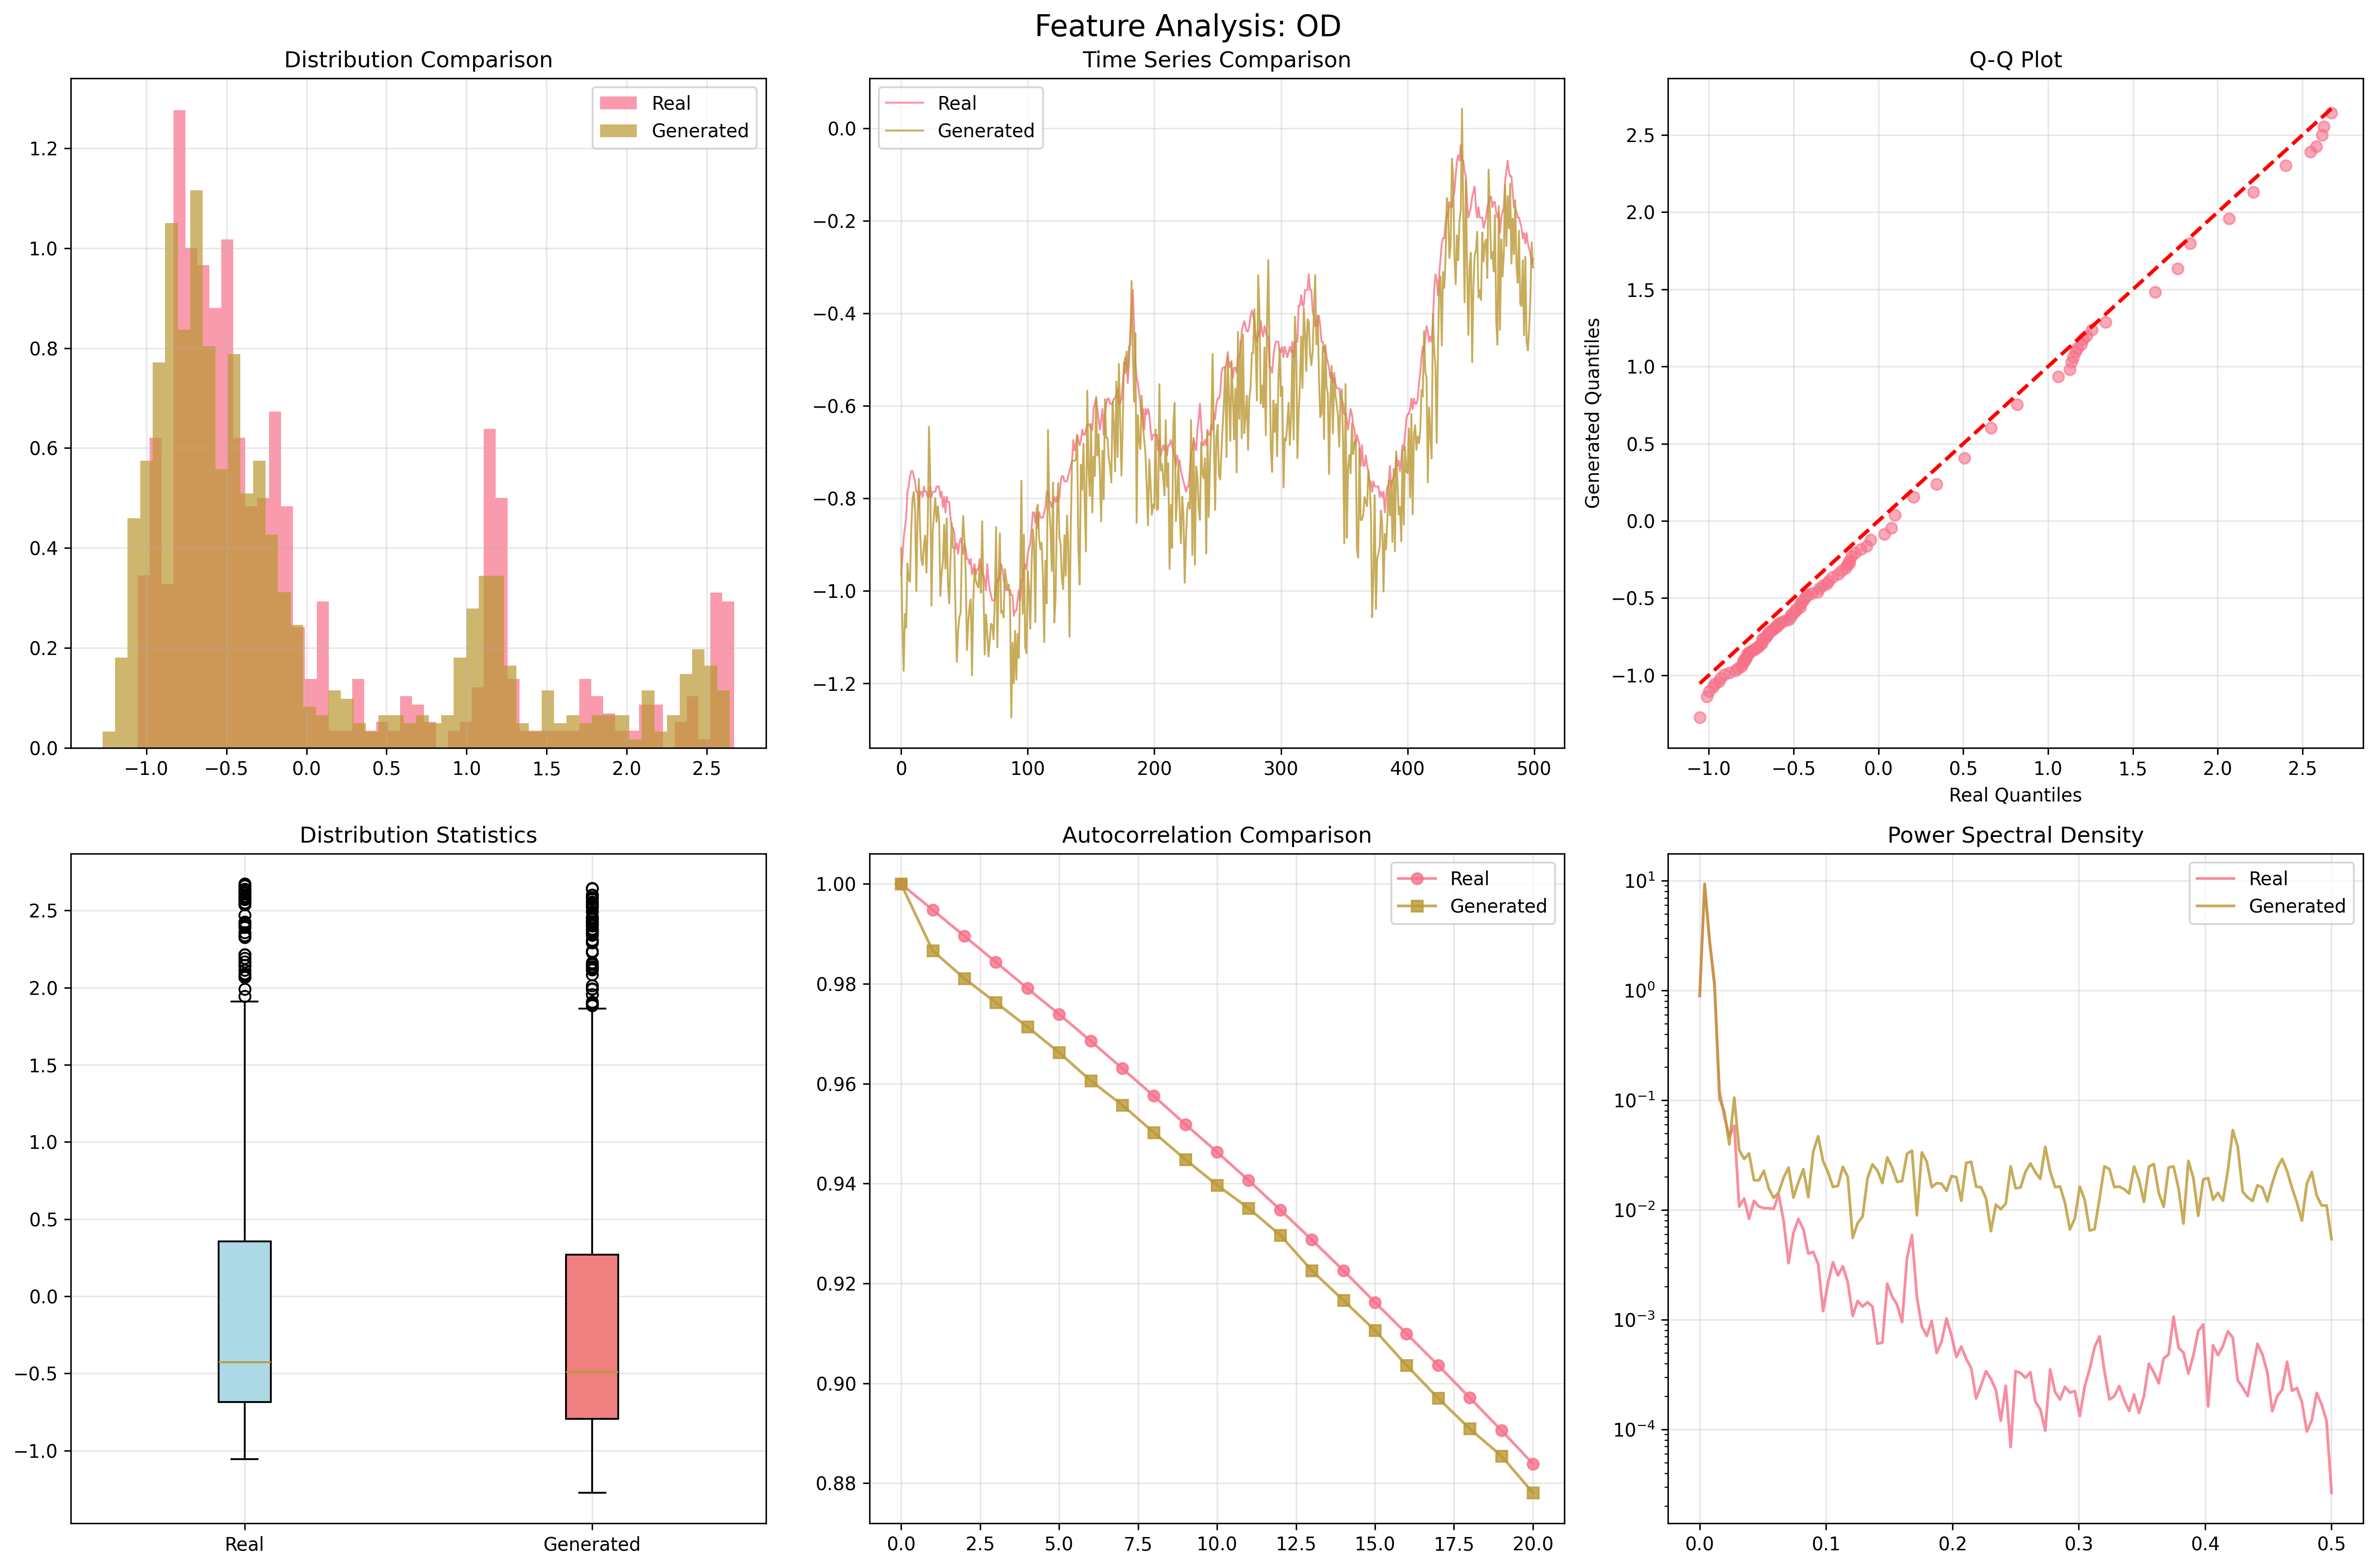 Feature Analysis: OD
Distribution Comparison
Real
Generated
1.2
1.0
0.8
0.6
0.4
0.2
0.0
−1.0 −0.5 0.0 0.5 1.0 1.5 2.0 2.5
Time Series Comparison
Real
Generated
0.0
−0.2
−0.4
−0.6
−0.8
−1.0
−1.2
0 100 200 300 400 500
Q-Q Plot
Generated Quantiles
2.5
2.0
1.5
1.0
0.5
0.0
−0.5
−1.0
−1.0 −0.5 0.0 0.5 1.0 1.5 2.0 2.5
Real Quantiles
Distribution Statistics
2.5
2.0
1.5
1.0
0.5
0.0
−0.5
−1.0
Real Generated
Autocorrelation Comparison
Real
Generated
1.00
0.98
0.96
0.94
0.92
0.90
0.88
0.0 2.5 5.0 7.5 10.0 12.5 15.0 17.5 20.0
Power Spectral Density
Real
Generated
10¹
10⁰
10⁻¹
10⁻²
10⁻³
10⁻⁴
0.0 0.1 0.2 0.3 0.4 0.5